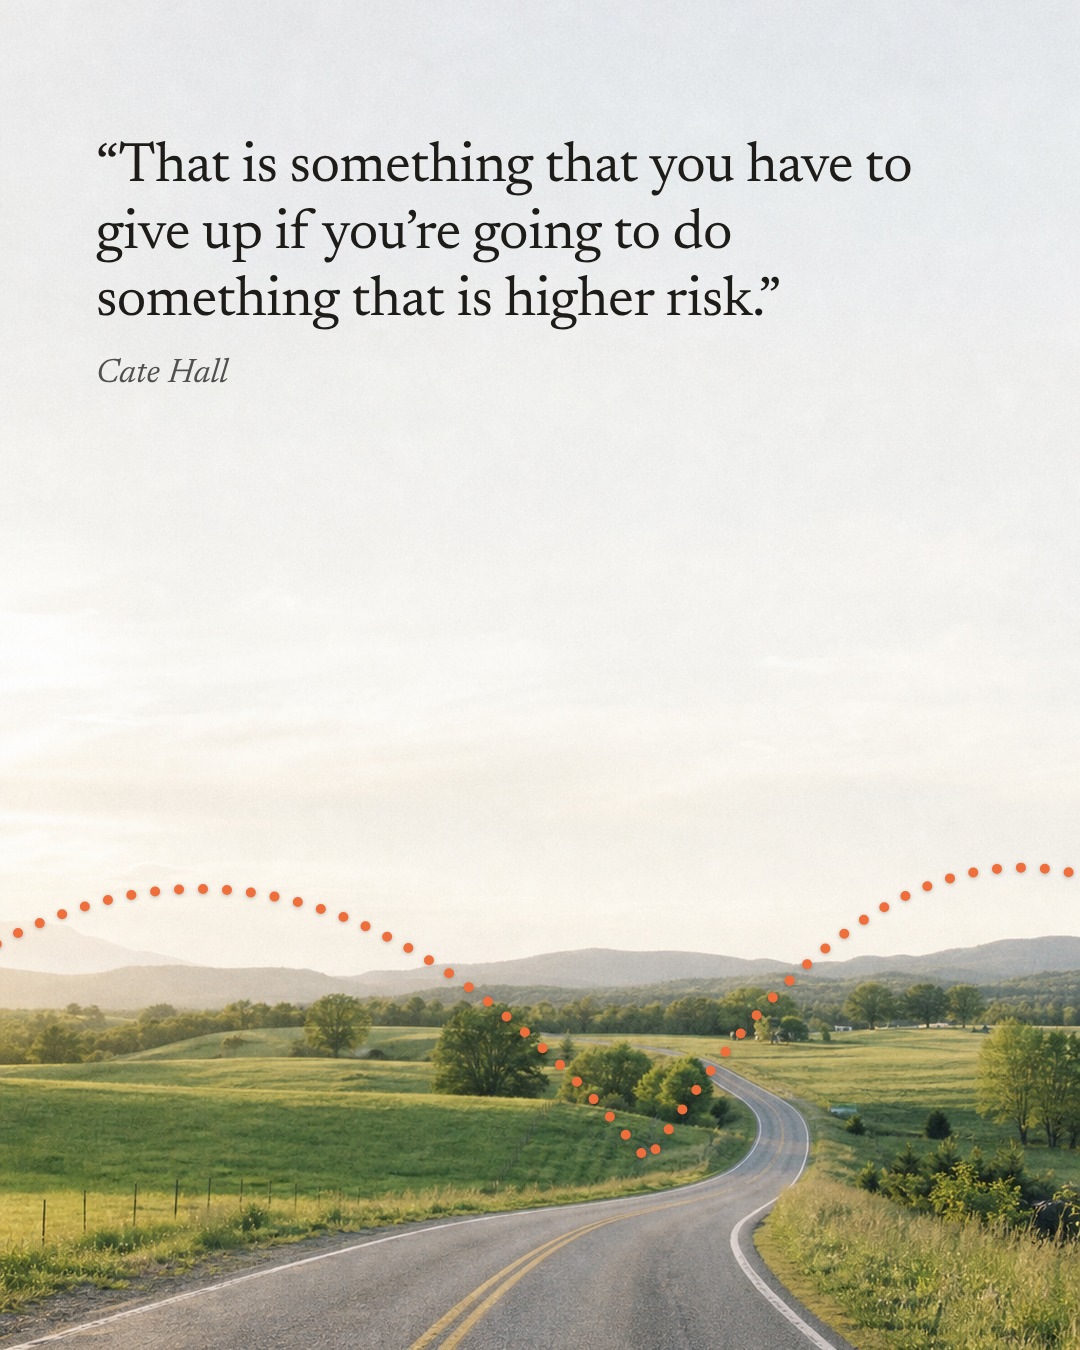 “That is something that you have to
give up if you’re going to do
something that is higher risk.”
Cate Hall